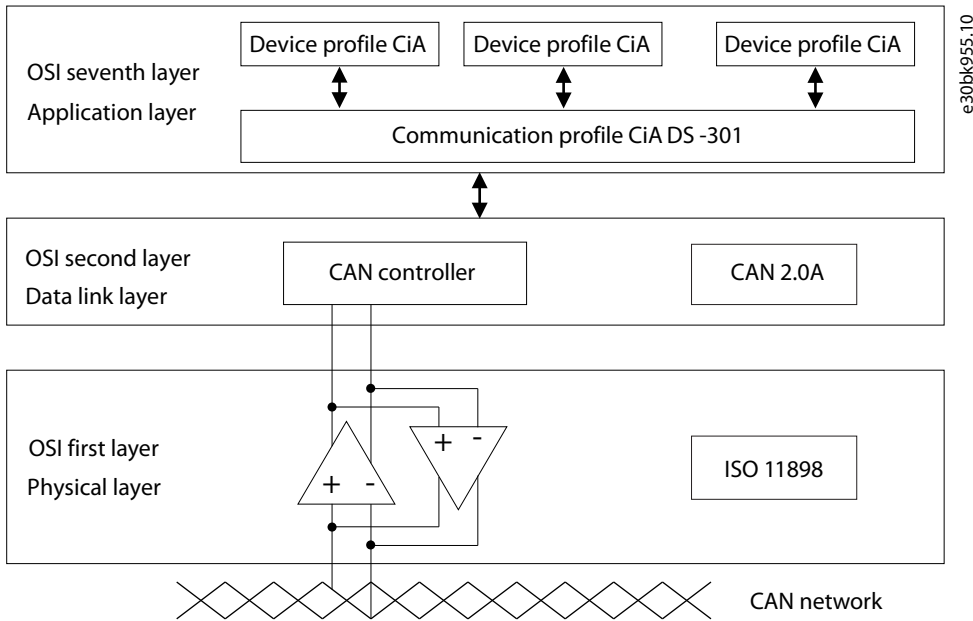 Device profile CiA
Device profile CiA
Device profile CiA
OSI seventh layer
Application layer
Communication profile CiA DS -301
e30bk955.10
OSI second layer
Data link layer
CAN controller
CAN 2.0A
OSI first layer
Physical layer
+ -
+ -
ISO 11898
CAN network